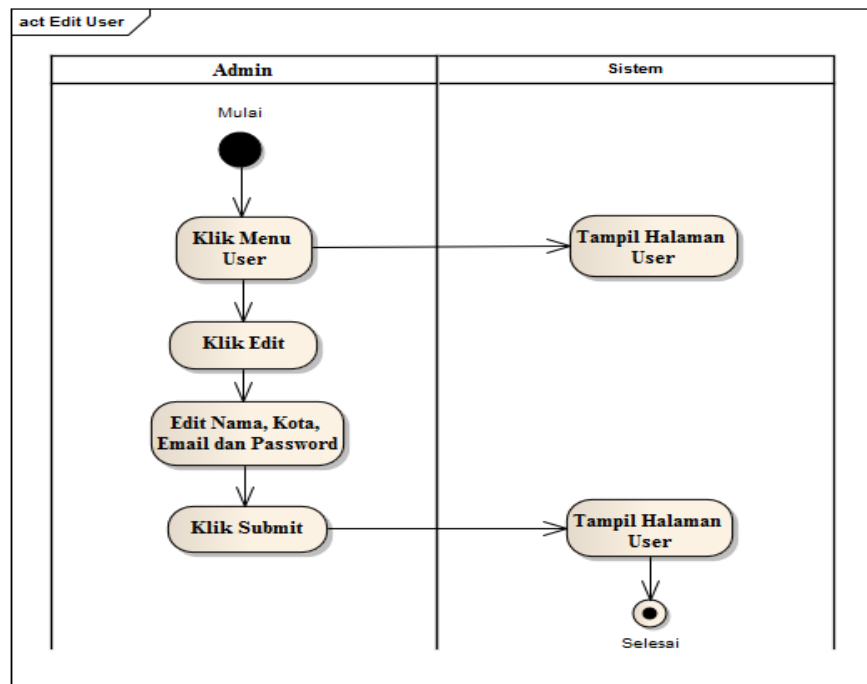 act Edit User
Admin
Sistem
Mulai
Klik Menu
User
Tampil Halaman
User
Klik Edit
Edit Nama, Kota,
Email dan Password
Klik Submit
Tampil Halaman
User
Selesai